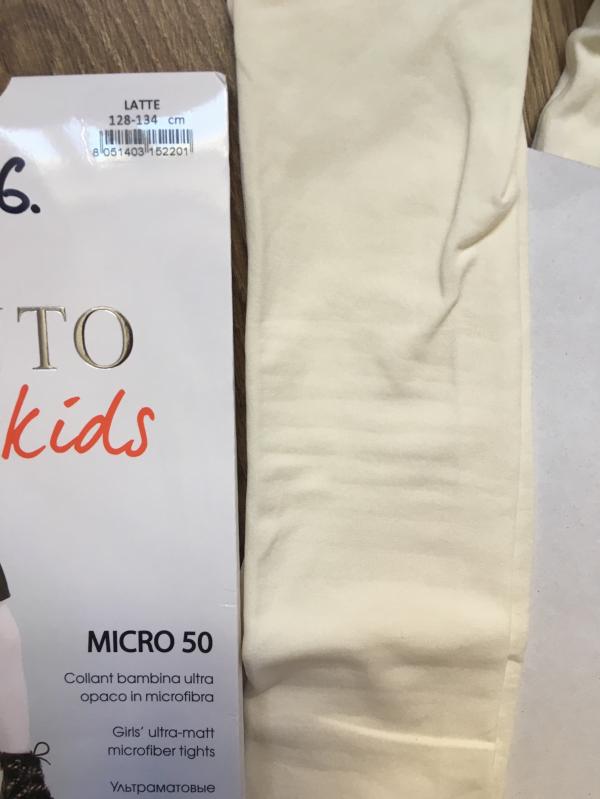 LATTE
128-134 cm
8 051403 152201
6.
TO
kids
MICRO 50
Collant bambina ultra
opaco in microfibra
Girls' ultra-matt
microfiber tights
Ультраматовые